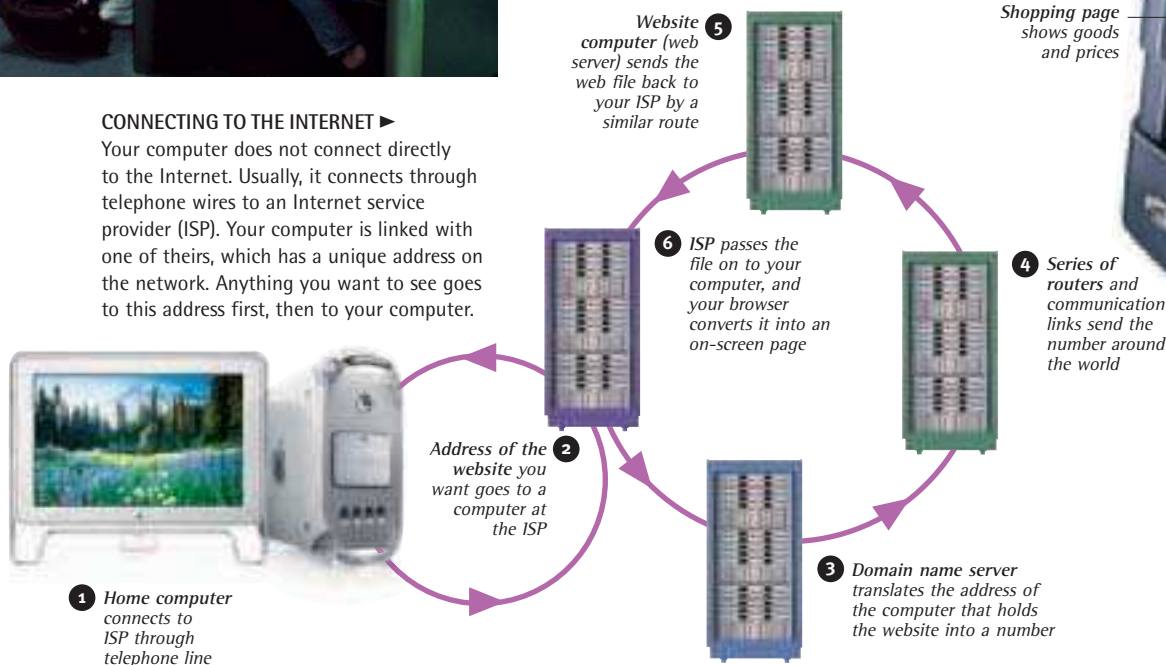 CONNECTING TO THE INTERNET ►
Your computer does not connect directly
to the Internet. Usually, it connects through
telephone wires to an Internet service
provider (ISP). Your computer is linked with
one of theirs, which has a unique address on
the network. Anything you want to see goes
to this address first, then to your computer.
1 Home computer
connects to
ISP through
telephone line
2 Address of the
website you
want goes to a
computer at
the ISP
3 Domain name server
translates the address of
the computer that holds
the website into a number
4 Series of
routers and
communication
links send the
number around
the world
5 Website
computer (web
server) sends the
web file back to
your ISP by a
similar route
6 ISP passes the
file on to your
computer, and
your browser
converts it into an
on-screen page
Shopping page
shows goods
and prices